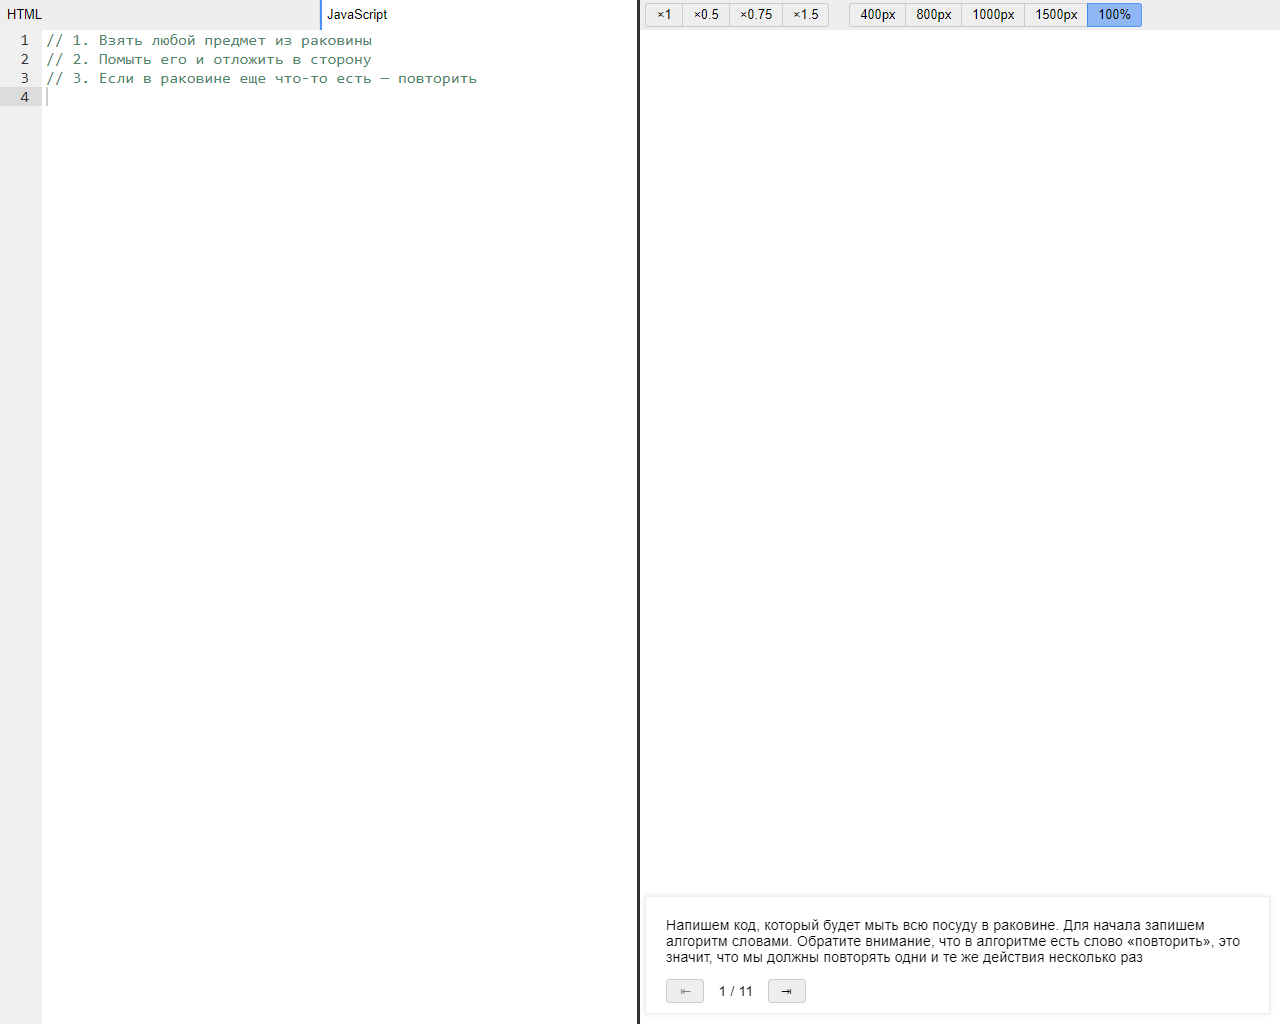 HTML
JavaScript
×1 ×0.5 ×0.75 ×1.5 400px 800px 1000px 1500px 100%
1 // 1. Взять любой предмет из раковины
2 // 2. Помыть его и отложить в сторону
3 // 3. Если в раковине еще что-то есть — повторить
4
Напишем код, который будет мыть всю посуду в раковине. Для начала запишем
алгоритм словами. Обратите внимание, что в алгоритме есть слово «повторить», это
значит, что мы должны повторять одни и те же действия несколько раз
⇤ 1 / 11 ⇥